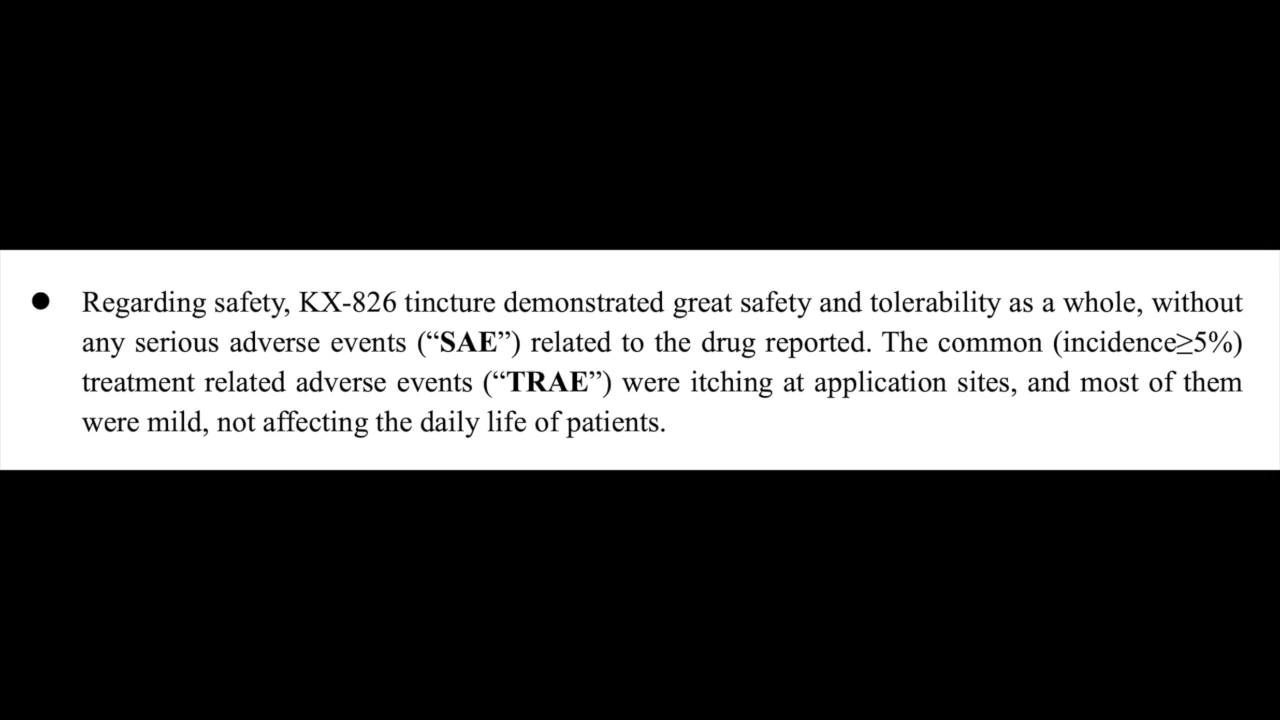 ● Regarding safety, KX-826 tincture demonstrated great safety and tolerability as a whole, without
any serious adverse events (“SAE”) related to the drug reported. The common (incidence≥5%)
treatment related adverse events (“TRAE”) were itching at application sites, and most of them
were mild, not affecting the daily life of patients.